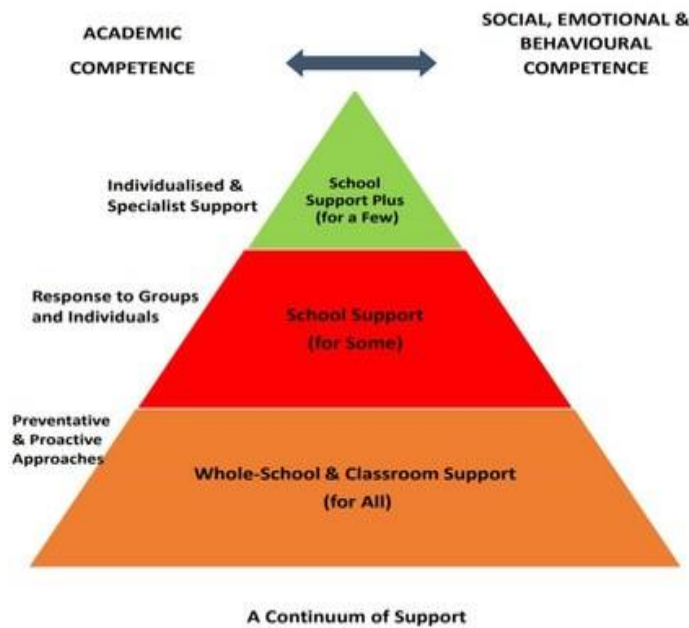 ACADEMIC
COMPETENCE
SOCIAL, EMOTIONAL &
BEHAVIOURAL
COMPETENCE
Individualised &
Specialist Support
School
Support Plus
(for a Few)
Response to Groups
and Individuals
School Support
(for Some)
Preventative
& Proactive
Approaches
Whole-School & Classroom Support
(for All)
A Continuum of Support